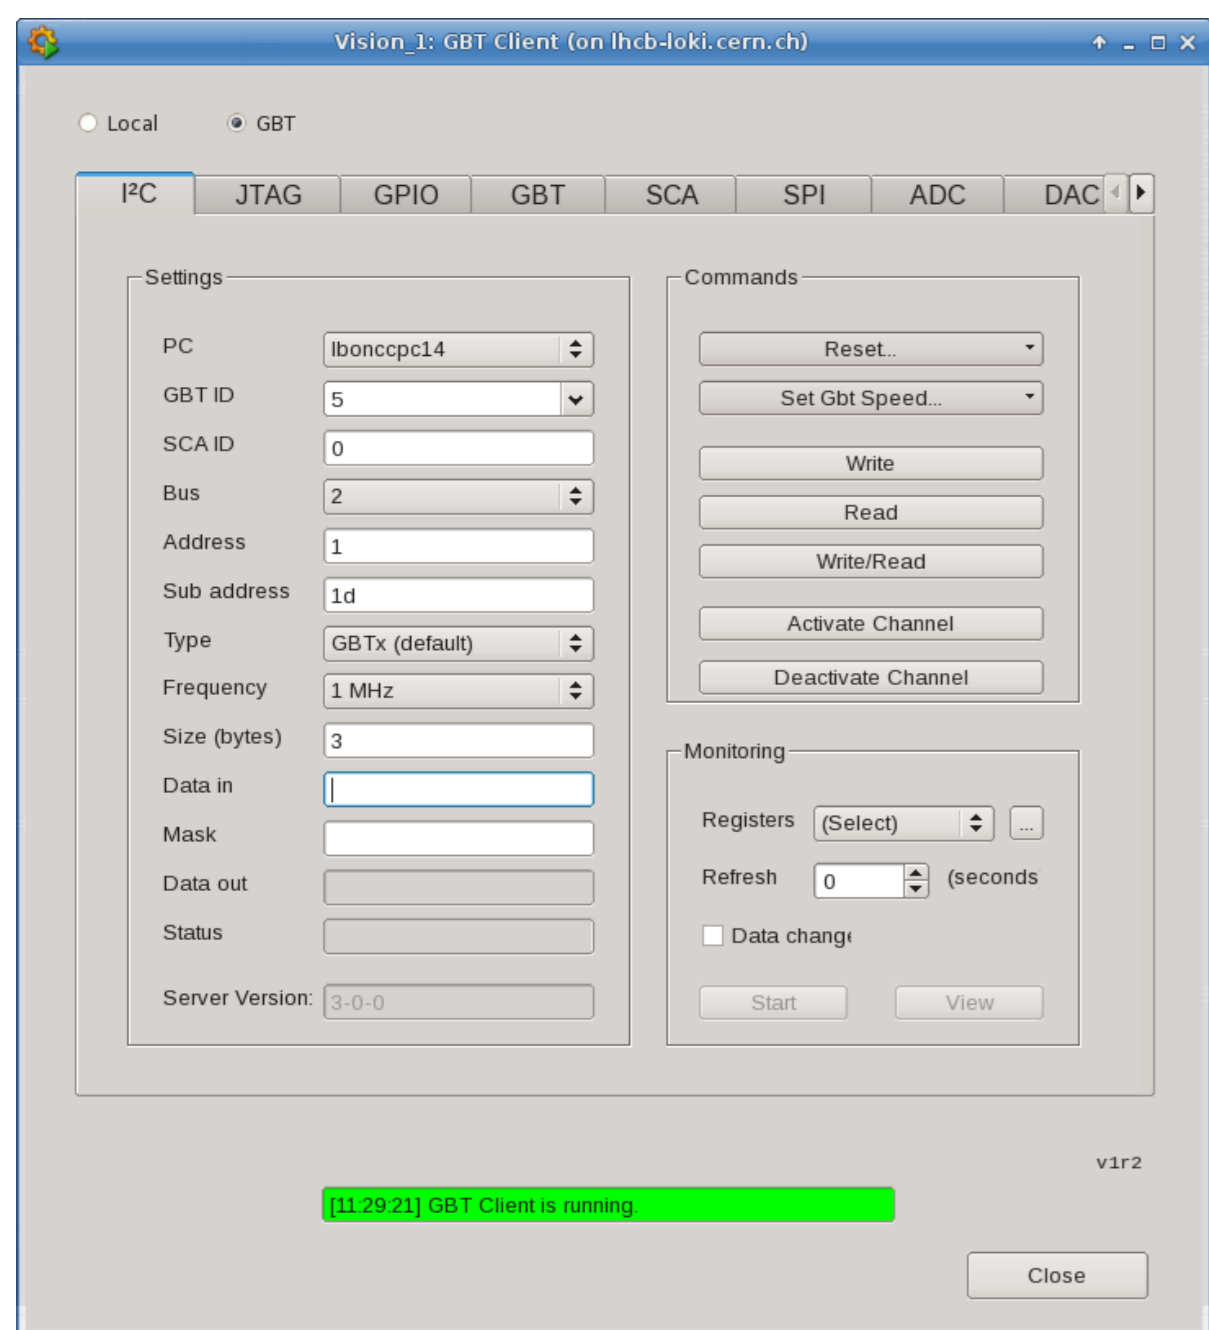 Vision_1: GBT Client (on lhcb-loki.cern.ch)
Local GBT
I²C JTAG GPIO GBT SCA SPI ADC DAC
Settings
PC lbonccpc14
GBT ID 5
SCA ID 0
Bus 2
Address 1
Sub address 1d
Type GBTx (default)
Frequency 1 MHz
Size (bytes) 3
Data in
Mask
Data out
Status
Server Version: 3-0-0
Commands
Reset...
Set Gbt Speed...
Write
Read
Write/Read
Activate Channel
Deactivate Channel
Monitoring
Registers (Select) ...
Refresh 0 (seconds
Data change
Start View
v1r2
[11:29:21] GBT Client is running.
Close